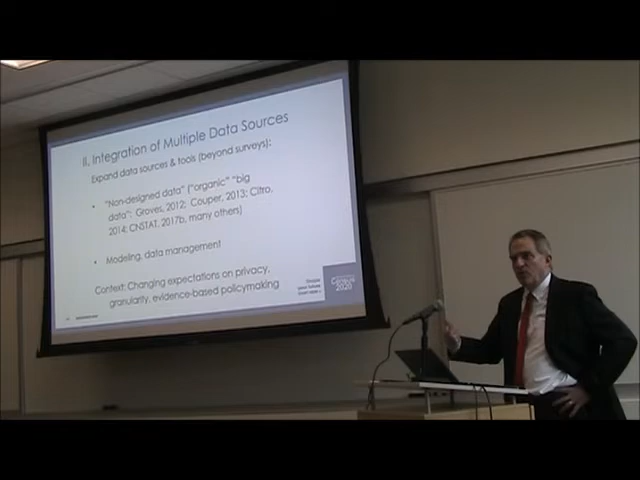 II. Integration of Multiple Data Sources
Expand data sources & tools (beyond surveys):
• "Non-designed data" ("organic" "big
data": Groves, 2012; Couper, 2013; Citro,
2014; CNSTAT, 2017b, many others)
• Modeling, data management
Context: Changing expectations on privacy,
granularity, evidence-based policymaking
Census
2020